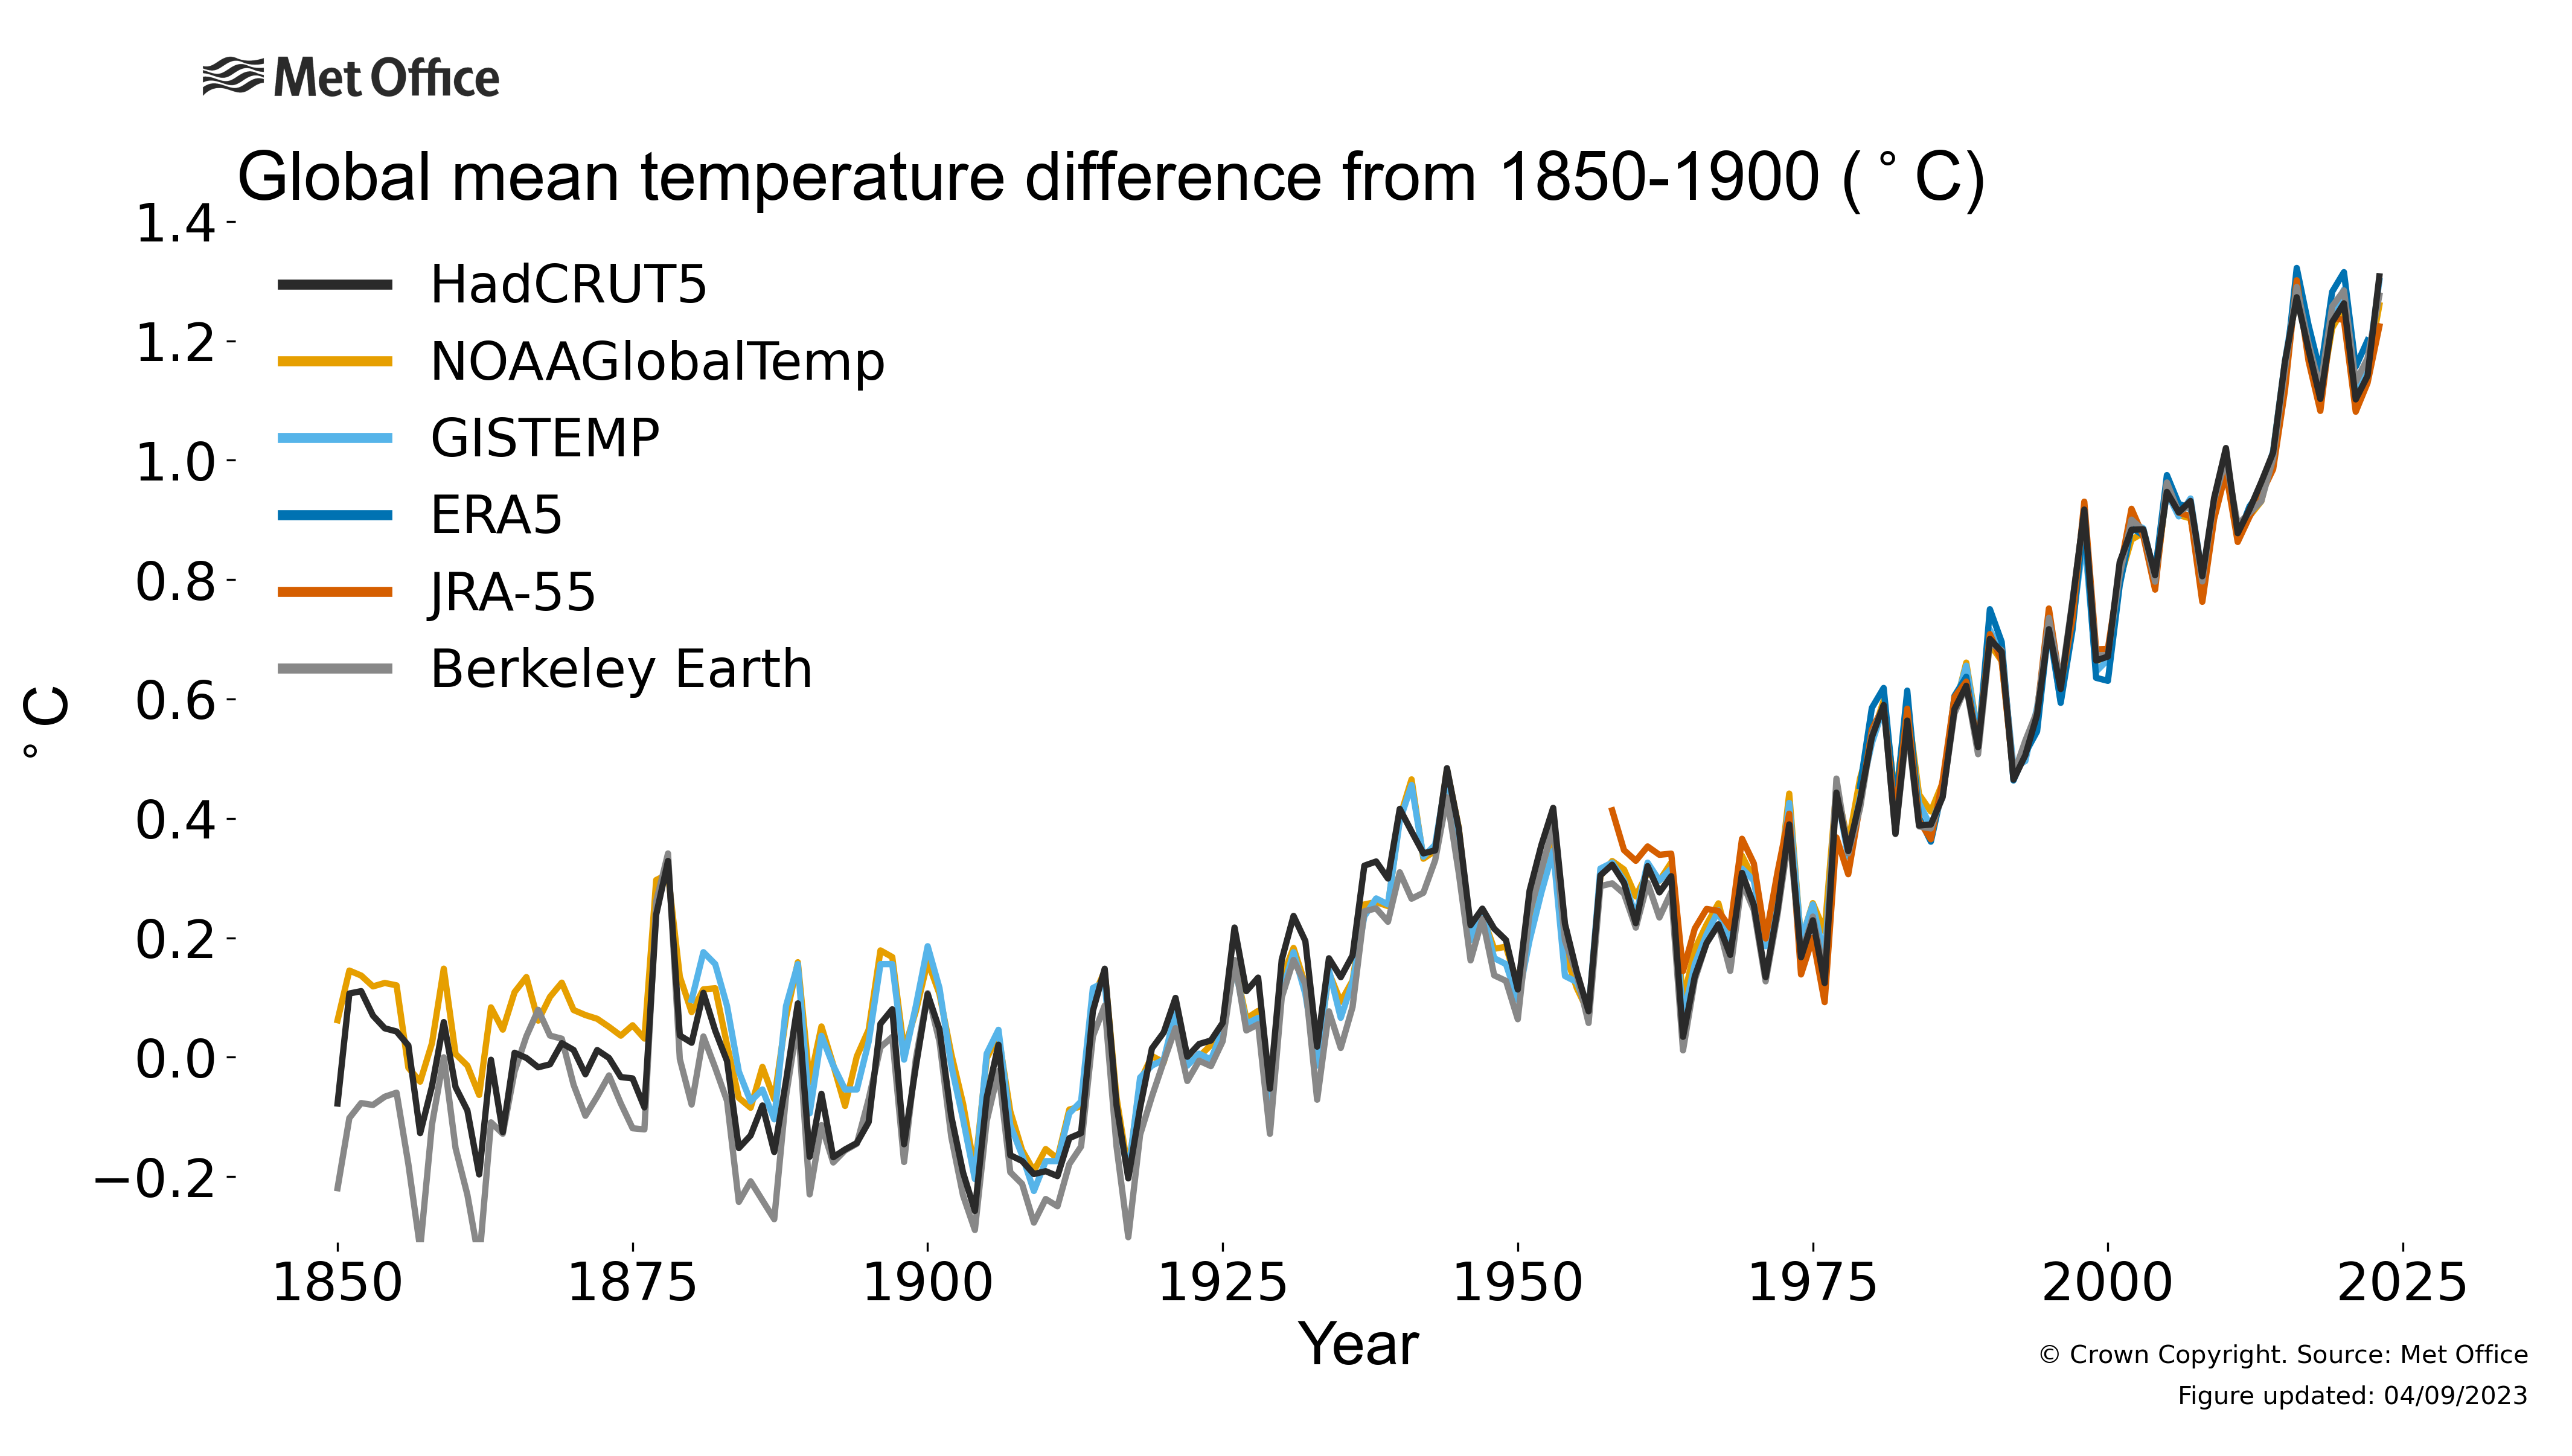 Met Office
Global mean temperature difference from 1850-1900 (°C)
1.4
1.2
1.0
0.8
0.6
0.4
0.2
0.0
−0.2
°C
HadCRUT5
NOAAGlobalTemp
GISTEMP
ERA5
JRA-55
Berkeley Earth
1850 1875 1900 1925 1950 1975 2000 2025
Year
© Crown Copyright. Source: Met Office
Figure updated: 04/09/2023